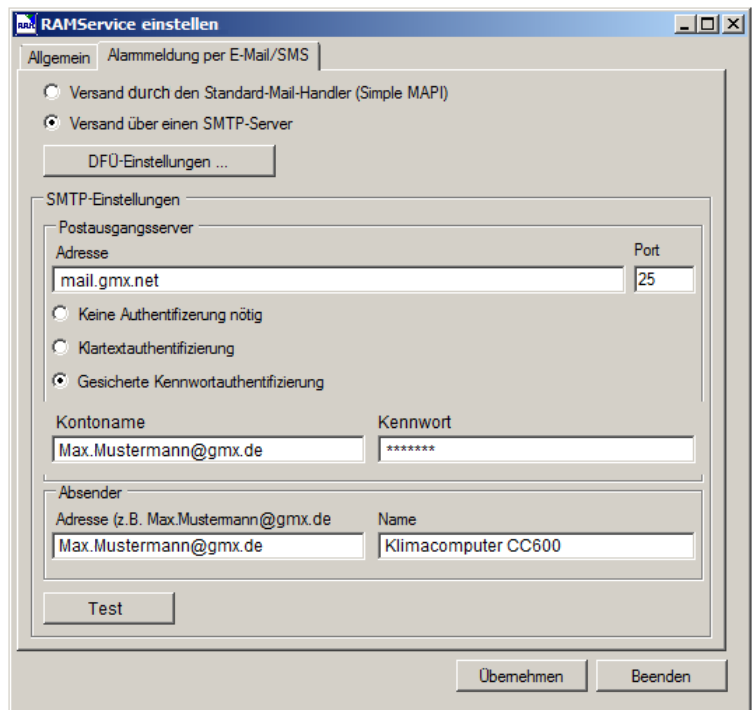 RAMService einstellen
Allgemein
Alarmmeldung per E-Mail/SMS
Versand durch den Standard-Mail-Handler (Simple MAPI)
Versand über einen SMTP-Server
DFÜ-Einstellungen ...
SMTP-Einstellungen
Postausgangsserver
Adresse
Port
mail.gmx.net
25
Keine Authentifizerung nötig
Klartextauthentifizierung
Gesicherte Kennwortauthentifizierung
Kontoname
Kennwort
Max.Mustermann@gmx.de
*******
Absender
Adresse (z.B. Max.Mustermann@gmx.de
Name
Max.Mustermann@gmx.de
Klimacomputer CC600
Test
Übernehmen
Beenden